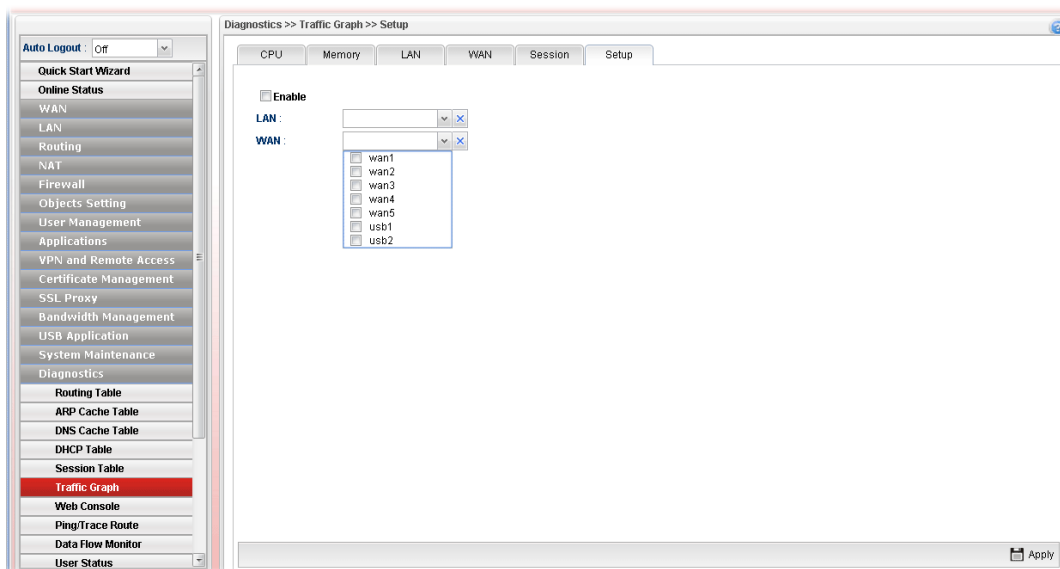 Diagnostics >> Traffic Graph >> Setup
Auto Logout : Off
Quick Start Wizard
Online Status
WAN
LAN
Routing
NAT
Firewall
Objects Setting
User Management
Applications
VPN and Remote Access
Certificate Management
SSL Proxy
Bandwidth Management
USB Application
System Maintenance
Diagnostics
Routing Table
ARP Cache Table
DNS Cache Table
DHCP Table
Session Table
Traffic Graph
Web Console
Ping/Trace Route
Data Flow Monitor
User Status
CPU Memory LAN WAN Session Setup
Enable
LAN :
WAN :
wan1
wan2
wan3
wan4
wan5
usb1
usb2
Apply